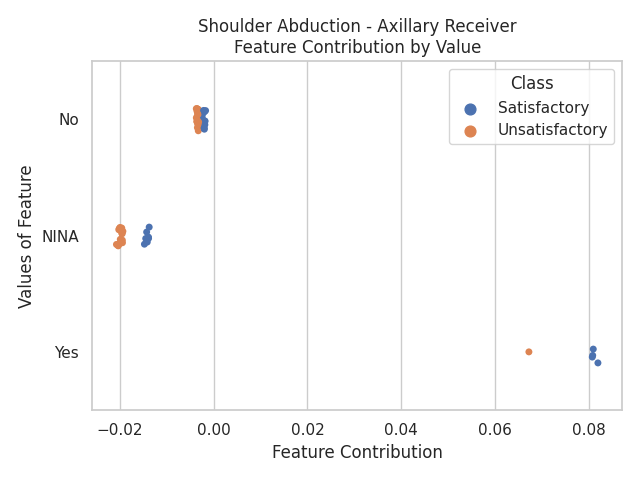 Shoulder Abduction - Axillary Receiver
Feature Contribution by Value
Class
Satisfactory
Unsatisfactory
Values of Feature
No
NINA
Yes
−0.02 0.00 0.02 0.04 0.06 0.08
Feature Contribution